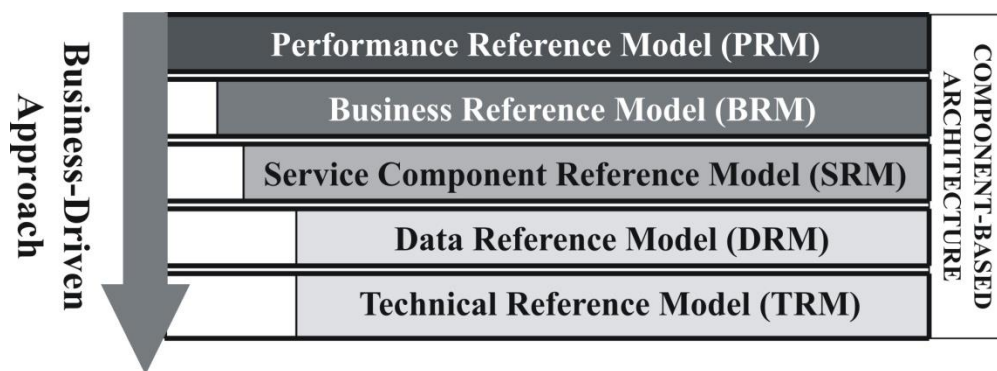 Business-Driven
Approach
Performance Reference Model (PRM)
Business Reference Model (BRM)
Service Component Reference Model (SRM)
Data Reference Model (DRM)
Technical Reference Model (TRM)
COMPONENT-BASED
ARCHITECTURE